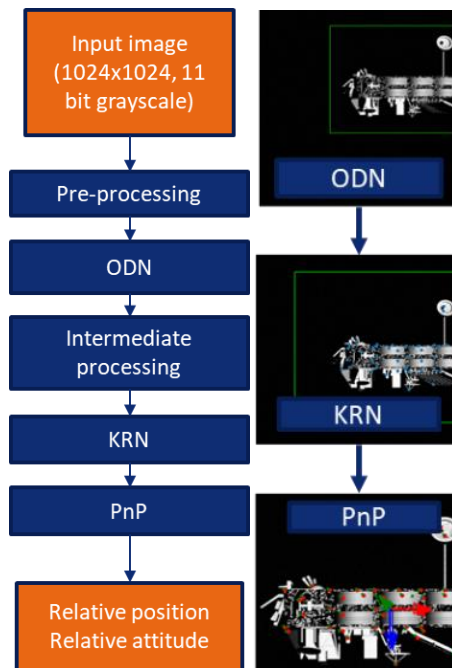 Input image
(1024x1024, 11
bit grayscale)
Pre-processing
ODN
Intermediate
processing
KRN
PnP
Relative position
Relative attitude
ODN
KRN
PnP